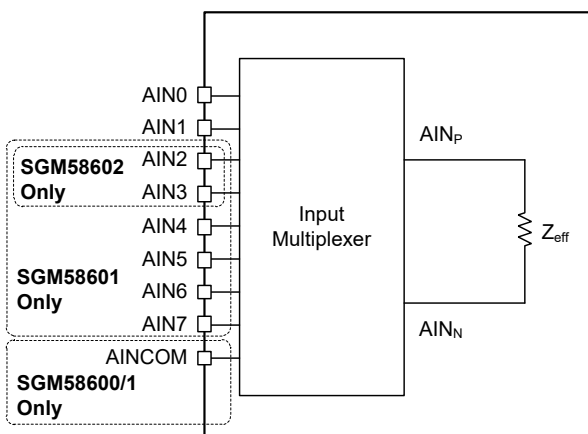 AIN0
AIN1
AIN2
SGM58602
Only
AIN3
AIN4
AIN5
SGM58601
Only
AIN6
AIN7
AINCOM
SGM58600/1
Only
Input
Multiplexer
AINP
Zeff
AINN